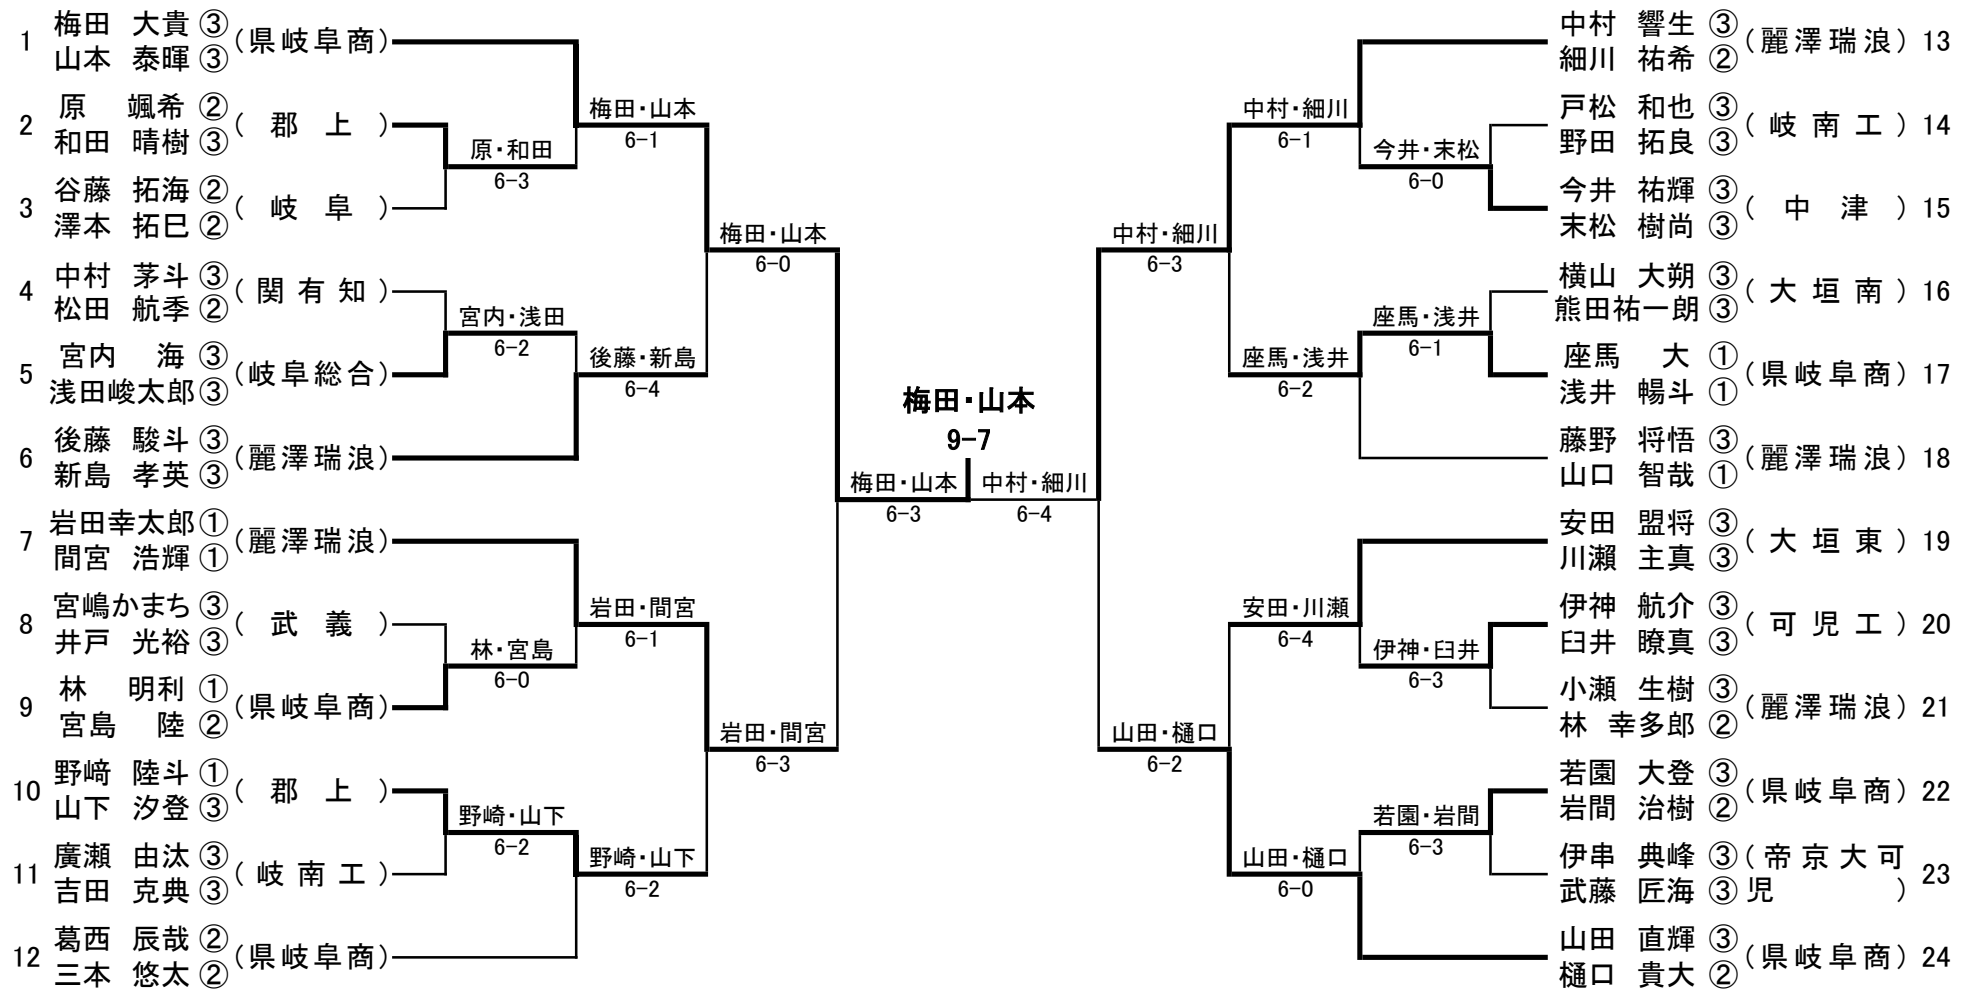 1 梅田 大貴 ③ (県岐阜商)
山本 泰暉 ③
2 原 颯希 ② (郡上)
和田 晴樹 ③
3 谷藤 拓海 ② (岐阜)
澤本 拓巳 ②
4 中村 茅斗 ③ (関有知)
松田 航季 ②
5 宮内 海 ③ (岐阜総合)
浅田峻太郎 ③
6 後藤 駿斗 ③ (麗澤瑞浪)
新島 孝英 ③
7 岩田幸太郎 ① (麗澤瑞浪)
間宮 浩輝 ①
8 宮嶋かまち ③ (武義)
井戸 光裕 ③
9 林 明利 ① (県岐阜商)
宮島 陸 ②
10 野﨑 陸斗 ① (郡上)
山下 汐登 ③
11 廣瀬 由汰 ③ (岐南工)
吉田 克典 ③
12 葛西 辰哉 ② (県岐阜商)
三本 悠太 ②
原・和田
6-3
宮内・浅田
6-2
林・宮島
6-0
野崎・山下
6-2
梅田・山本
6-1
後藤・新島
6-4
岩田・間宮
6-1
野崎・山下
6-2
梅田・山本
6-0
岩田・間宮
6-3
梅田・山本
6-3
梅田・山本
9-7
中村・細川
6-4
中村・細川
6-3
山田・樋口
6-2
中村・細川
6-1
座馬・浅井
6-2
安田・川瀬
6-4
山田・樋口
6-0
今井・末松
6-0
座馬・浅井
6-1
伊神・臼井
6-3
若園・岩間
6-3
中村 響生 ③ (麗澤瑞浪) 13
細川 祐希 ②
戸松 和也 ③ (岐南工) 14
野田 拓良 ③
今井 祐輝 ③ (中津) 15
末松 樹尚 ③
横山 大朔 ③ (大垣南) 16
熊田祐一朗 ③
座馬 大 ① (県岐阜商) 17
浅井 暢斗 ①
藤野 将悟 ③ (麗澤瑞浪) 18
山口 智哉 ①
安田 盟将 ③ (大垣東) 19
川瀬 主真 ③
伊神 航介 ③ (可児工) 20
臼井 瞭真 ③
小瀬 生樹 ③ (麗澤瑞浪) 21
林 幸多郎 ②
若園 大登 ③ (県岐阜商) 22
岩間 治樹 ②
伊串 典峰 ③ (帝京大可 23
武藤 匠海 ③ 児)
山田 直輝 ③ (県岐阜商) 24
樋口 貴大 ②